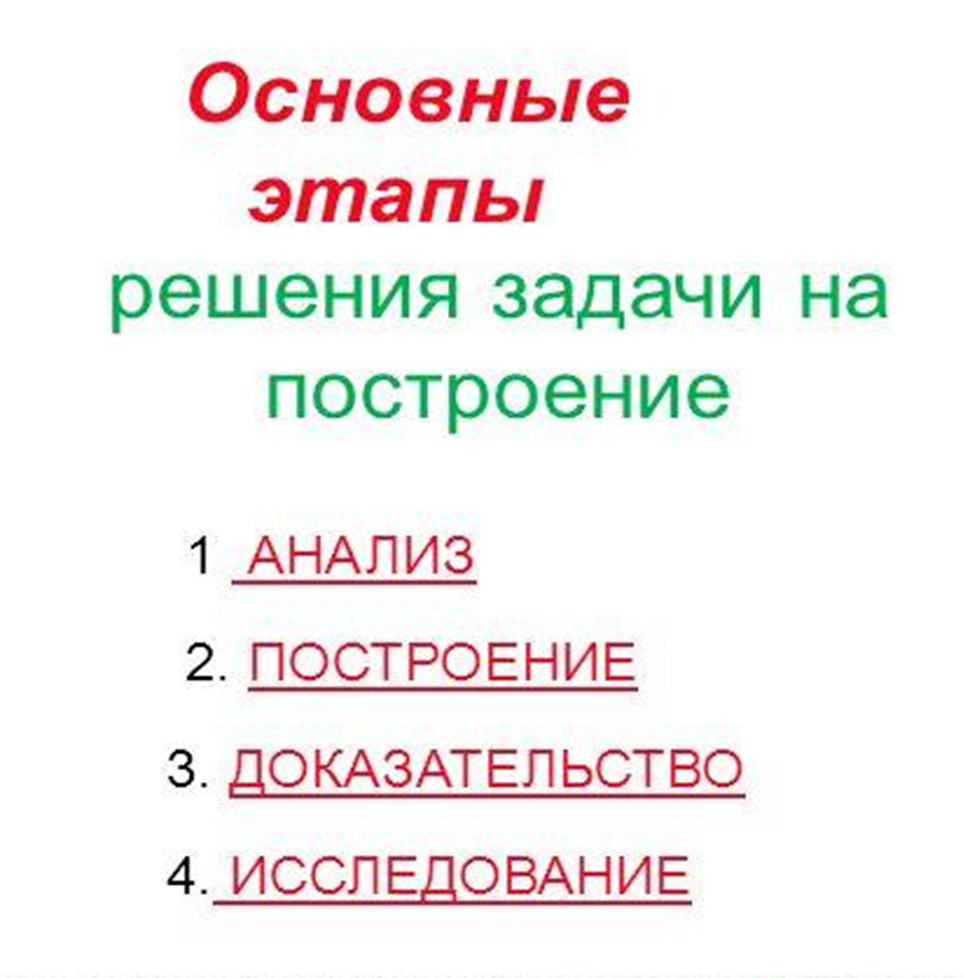 Основные
этапы
решения задачи на
построение
1 АНАЛИЗ
2. ПОСТРОЕНИЕ
3. ДОКАЗАТЕЛЬСТВО
4. ИССЛЕДОВАНИЕ